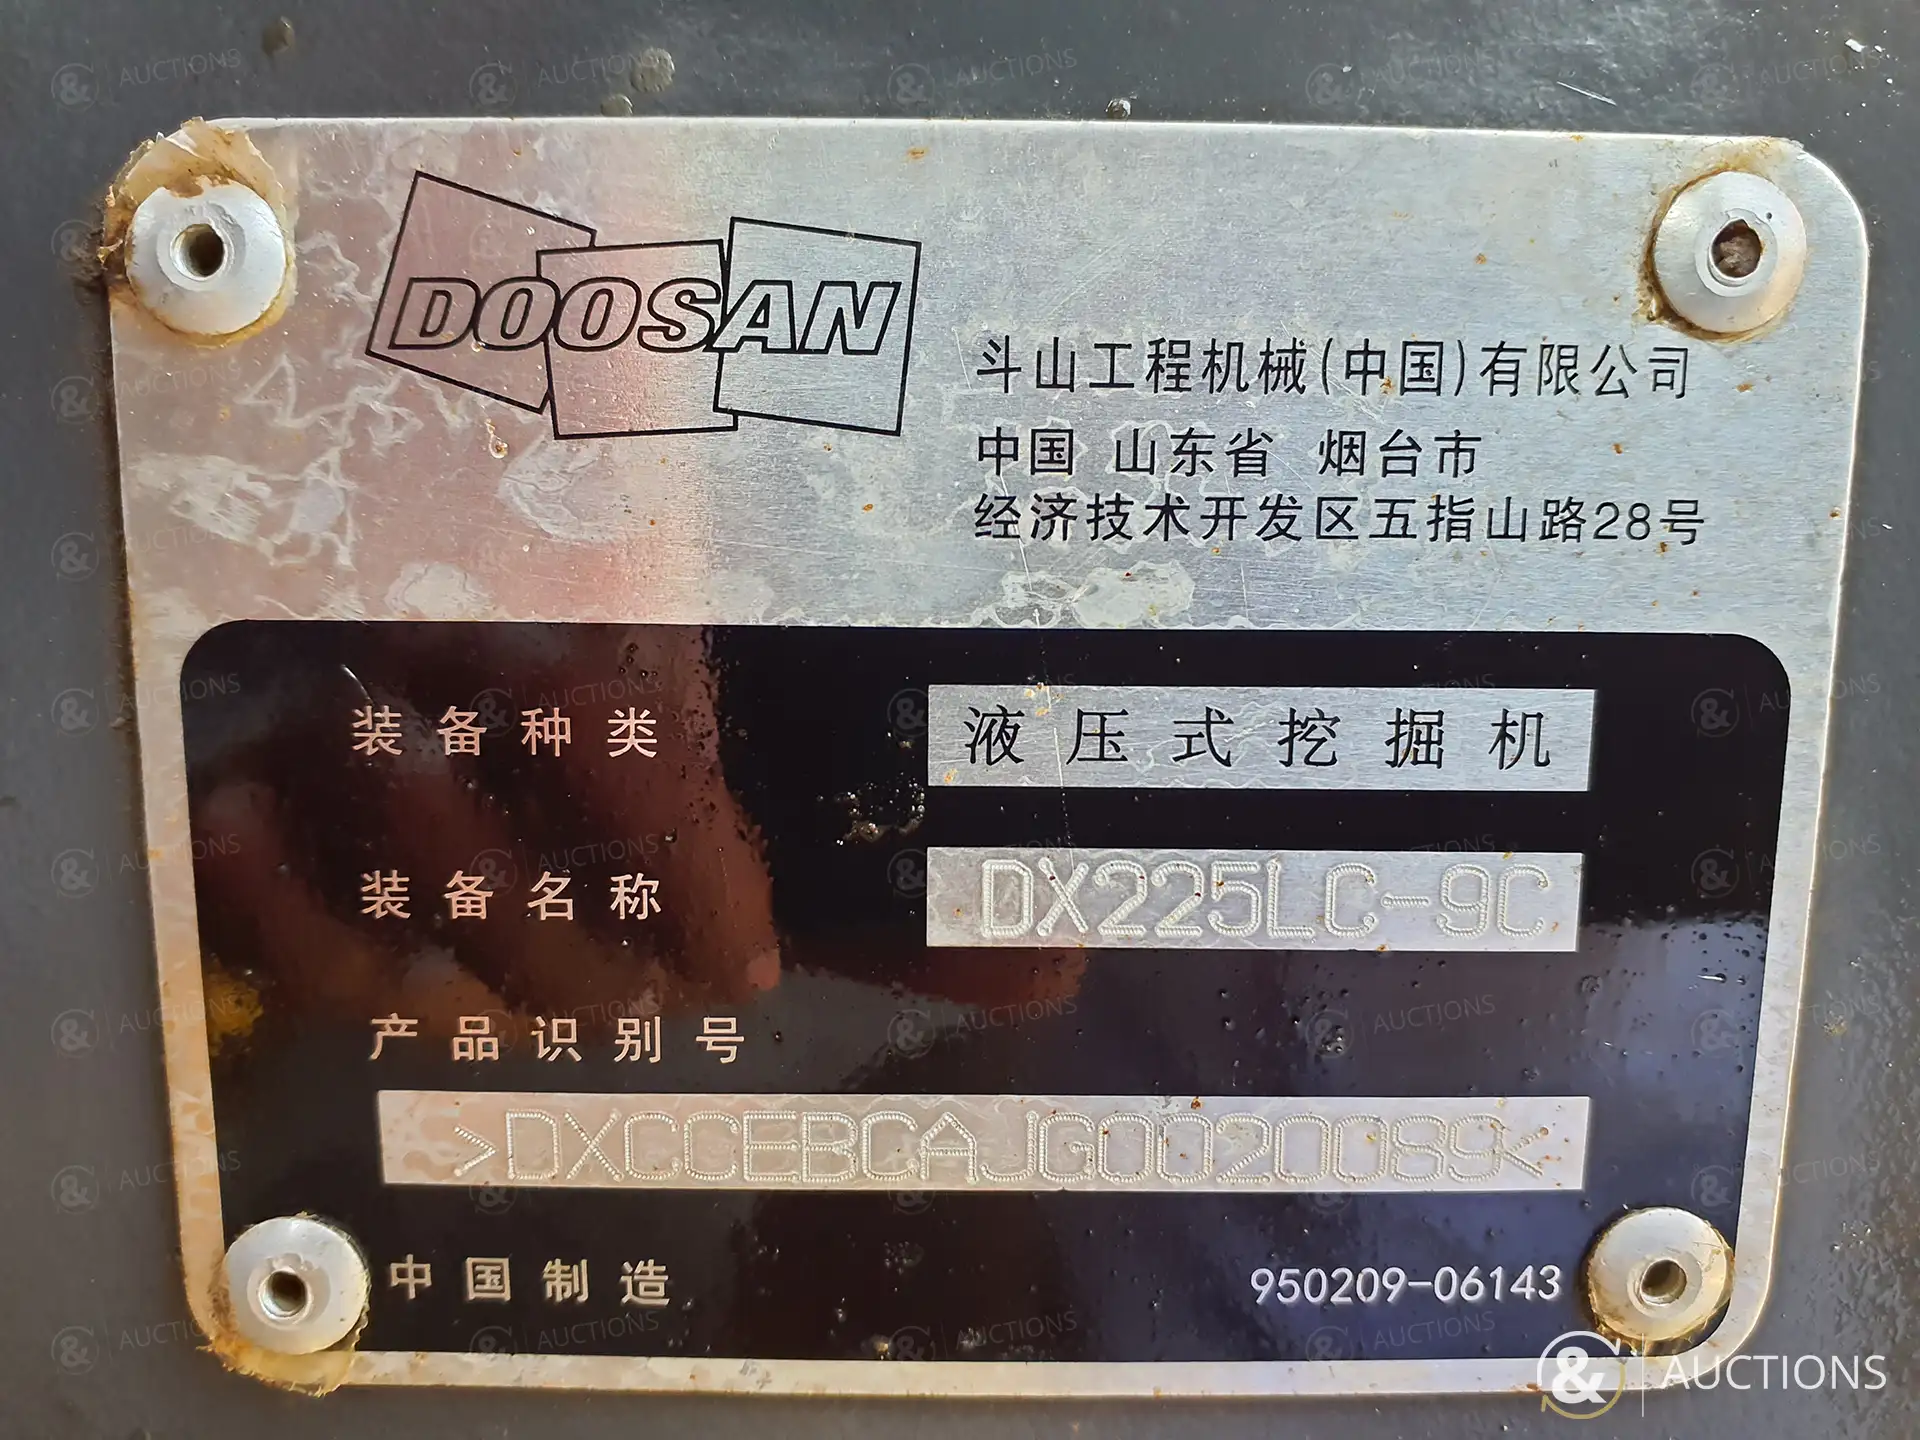 DOOSAN
斗山工程机械(中国)有限公司
中国 山东省 烟台市
经济技术开发区五指山路28号
装备种类 液压式挖掘机
装备名称 DX225LC-9C
产品识别号
>DXCCEBCAJG0020089<
中国制造 950209-06143
& AUCTIONS